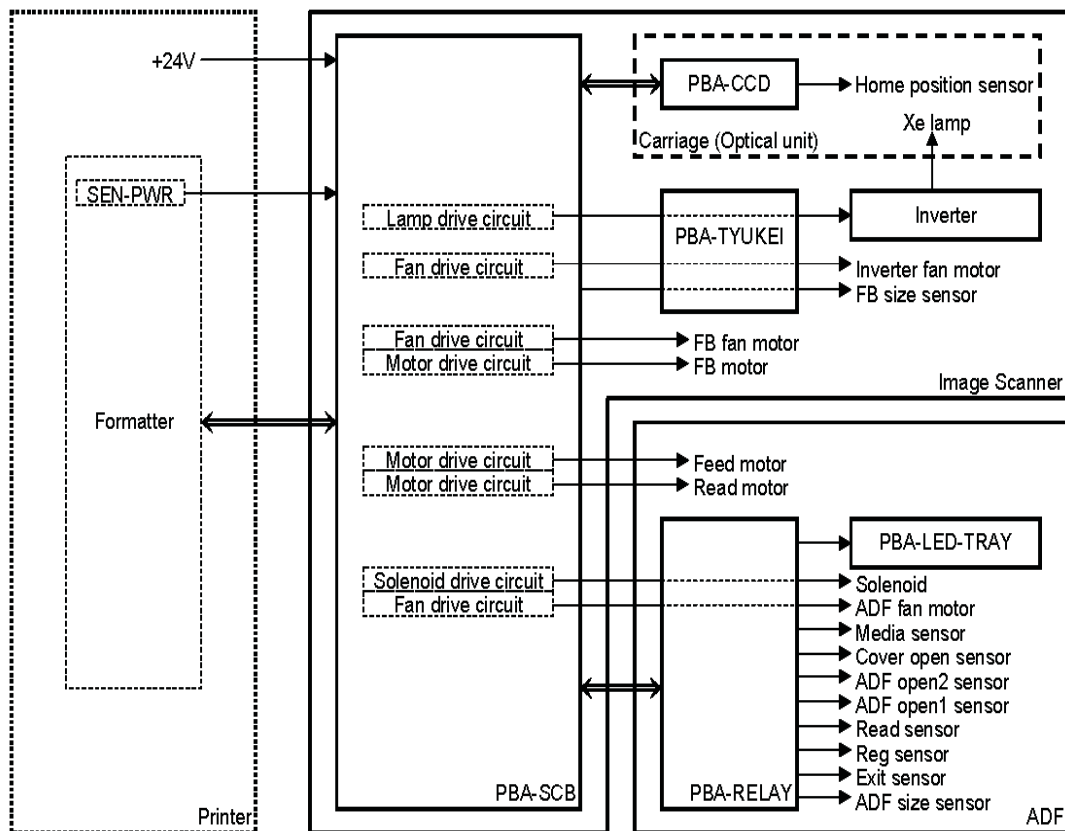 +24V
PBA-CCD
Home position sensor
Xe lamp
Carriage (Optical unit)
SEN-PWR
Lamp drive circuit
PBA-TYUKEI
Inverter
Fan drive circuit
Inverter fan motor
FB size sensor
Fan drive circuit
FB fan motor
Motor drive circuit
FB motor
Image Scanner
Formatter
Motor drive circuit
Feed motor
Motor drive circuit
Read motor
PBA-LED-TRAY
Solenoid drive circuit
Solenoid
Fan drive circuit
ADF fan motor
Media sensor
Cover open sensor
ADF open2 sensor
ADF open1 sensor
Read sensor
Reg sensor
Exit sensor
ADF size sensor
PBA-SCB
PBA-RELAY
Printer
ADF